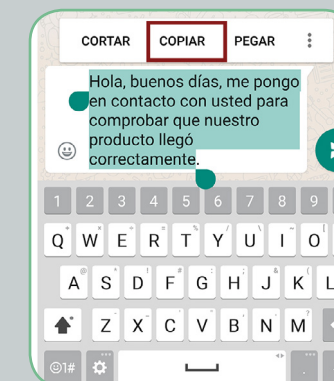 CORTAR COPIAR PEGAR
Hola, buenos días, me pongo
en contacto con usted para
comprobar que nuestro
producto llegó
correctamente.
1 2 3 4 5 6 7 8 9
Q W E R T Y U I O
A S D F G H J K L
Z X C V B N M
1#
.